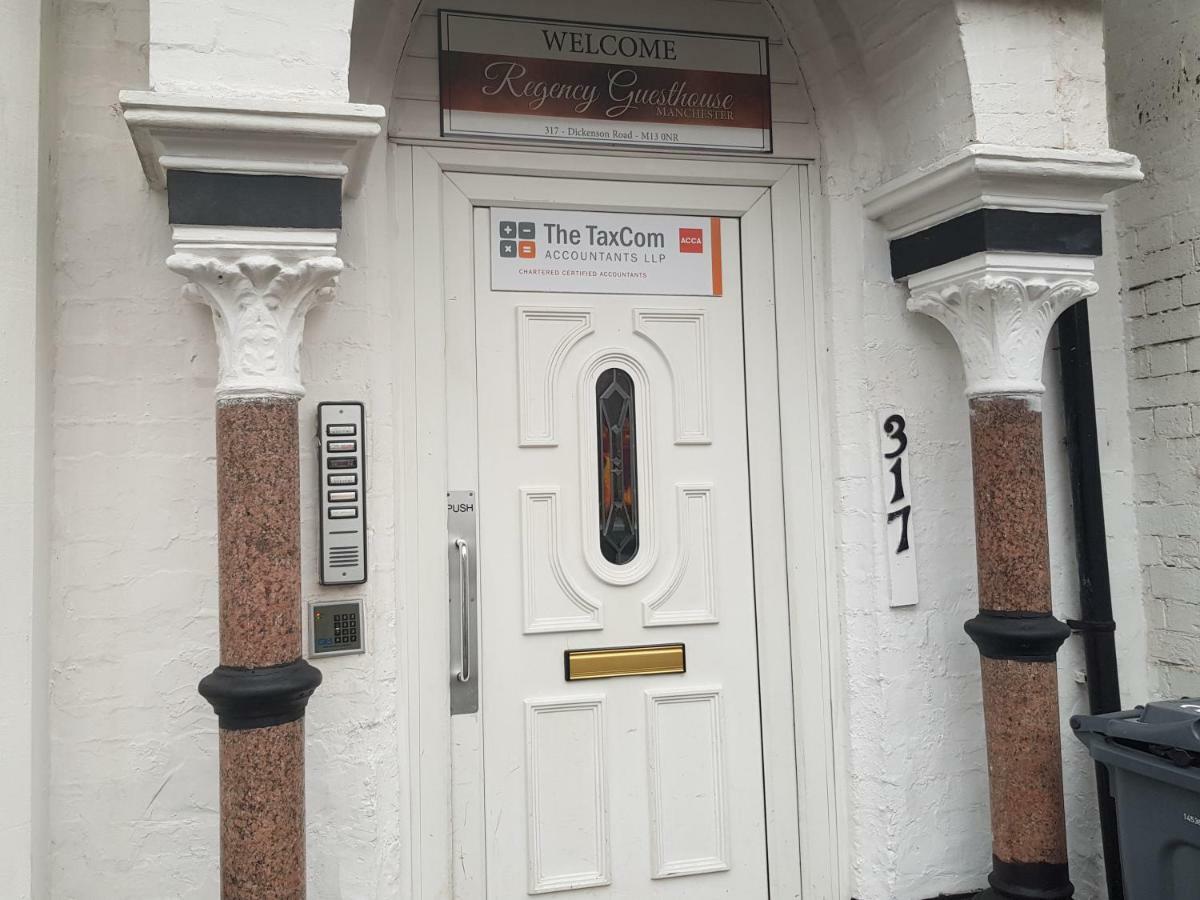 WELCOME
Regency Guesthouse
MANCHESTER
317 - Dickenson Road - M13 0NR
The TaxCom
ACCOUNTANTS LLP
ACCA
CHARTERED CERTIFIED ACCOUNTANTS
PUSH
317